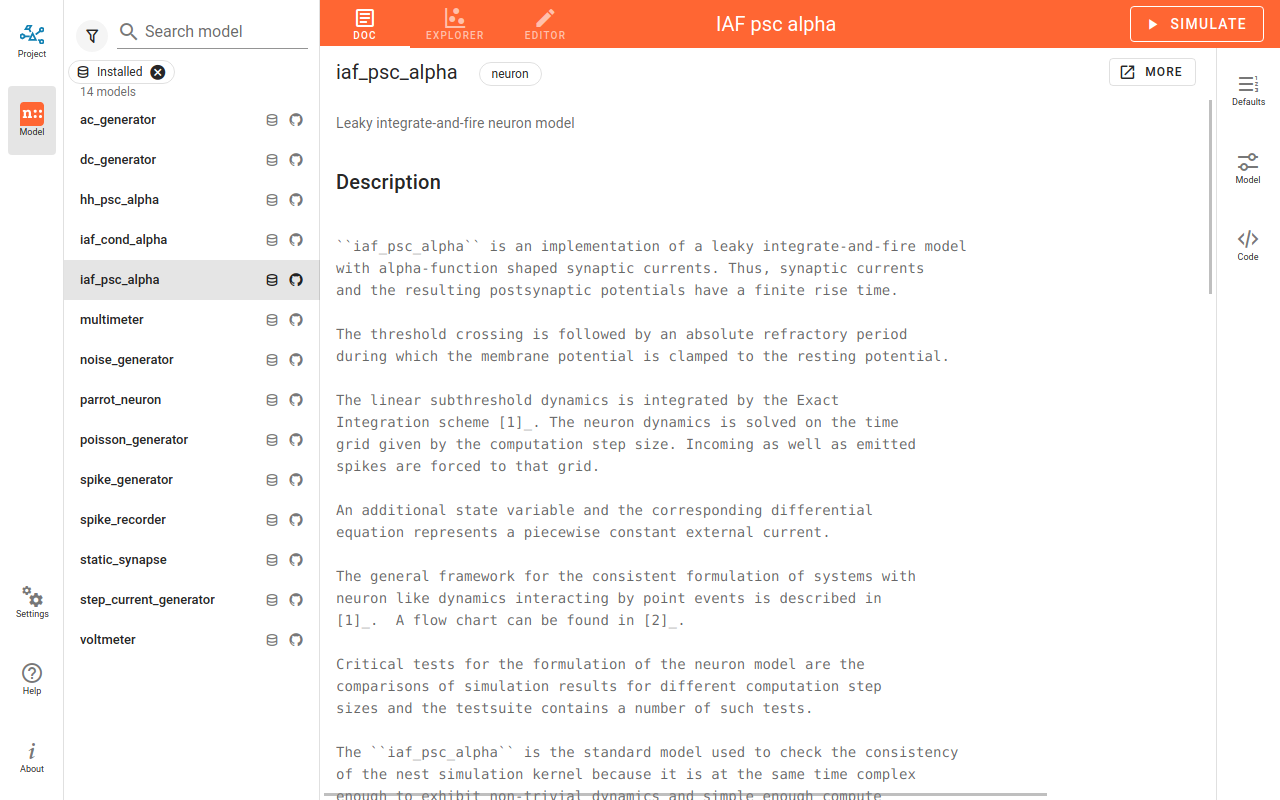 Project
n::
Model
Settings
Help
i
About
Search model
Installed
14 models
ac_generator
dc_generator
hh_psc_alpha
iaf_cond_alpha
iaf_psc_alpha
multimeter
noise_generator
parrot_neuron
poisson_generator
spike_generator
spike_recorder
static_synapse
step_current_generator
voltmeter
DOC
EXPLORER
EDITOR
IAF psc alpha
SIMULATE
iaf_psc_alpha
neuron
MORE
Leaky integrate-and-fire neuron model
Description
``iaf_psc_alpha`` is an implementation of a leaky integrate-and-fire model
with alpha-function shaped synaptic currents. Thus, synaptic currents
and the resulting postsynaptic potentials have a finite rise time.
The threshold crossing is followed by an absolute refractory period
during which the membrane potential is clamped to the resting potential.
The linear subthreshold dynamics is integrated by the Exact
Integration scheme [1]_. The neuron dynamics is solved on the time
grid given by the computation step size. Incoming as well as emitted
spikes are forced to that grid.
An additional state variable and the corresponding differential
equation represents a piecewise constant external current.
The general framework for the consistent formulation of systems with
neuron like dynamics interacting by point events is described in
[1]_.  A flow chart can be found in [2]_.
Critical tests for the formulation of the neuron model are the
comparisons of simulation results for different computation step
sizes and the testsuite contains a number of such tests.
The ``iaf_psc_alpha`` is the standard model used to check the consistency
of the nest simulation kernel because it is at the same time complex
enough to exhibit non-trivial dynamics and simple enough compute
Defaults
Model
Code